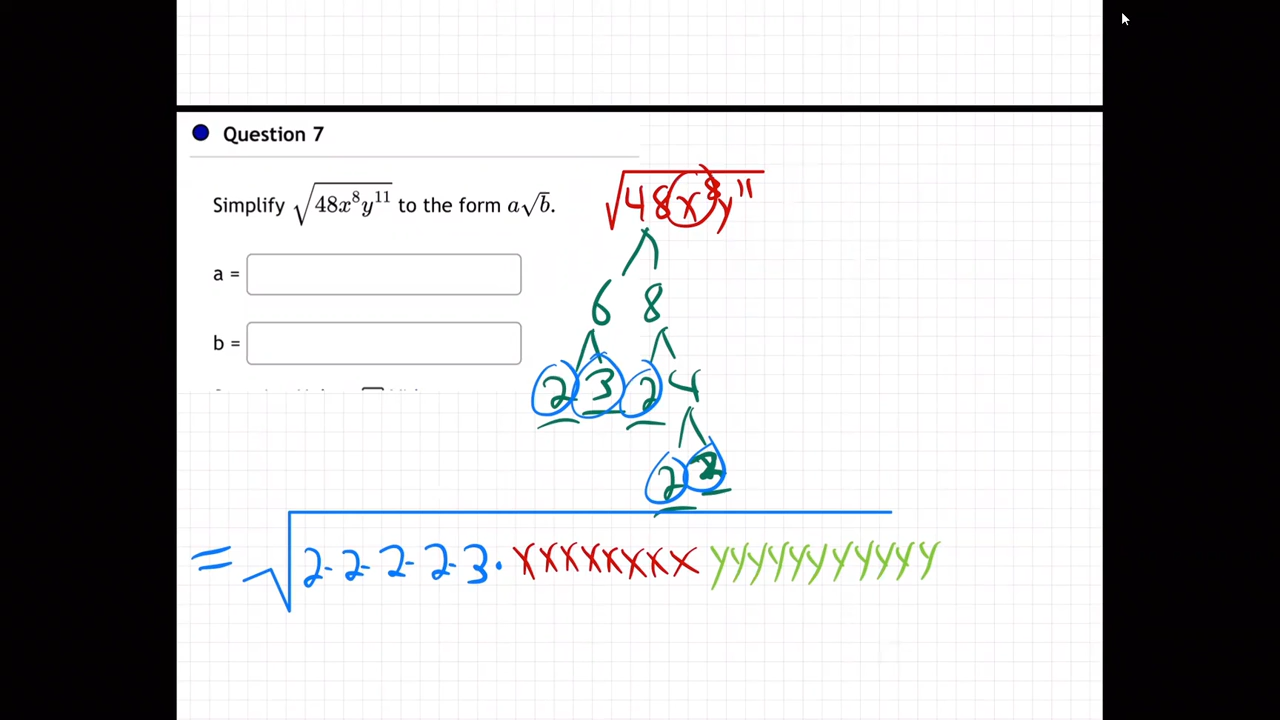 Question 7
Simplify √48x⁸y¹¹ to the form a√b.
√48x⁸y¹¹
a =
6 8
b =
2 3 2 4
2 2
= √2·2·2·2·3· xxxxxxxx yyyyyyyyyyy